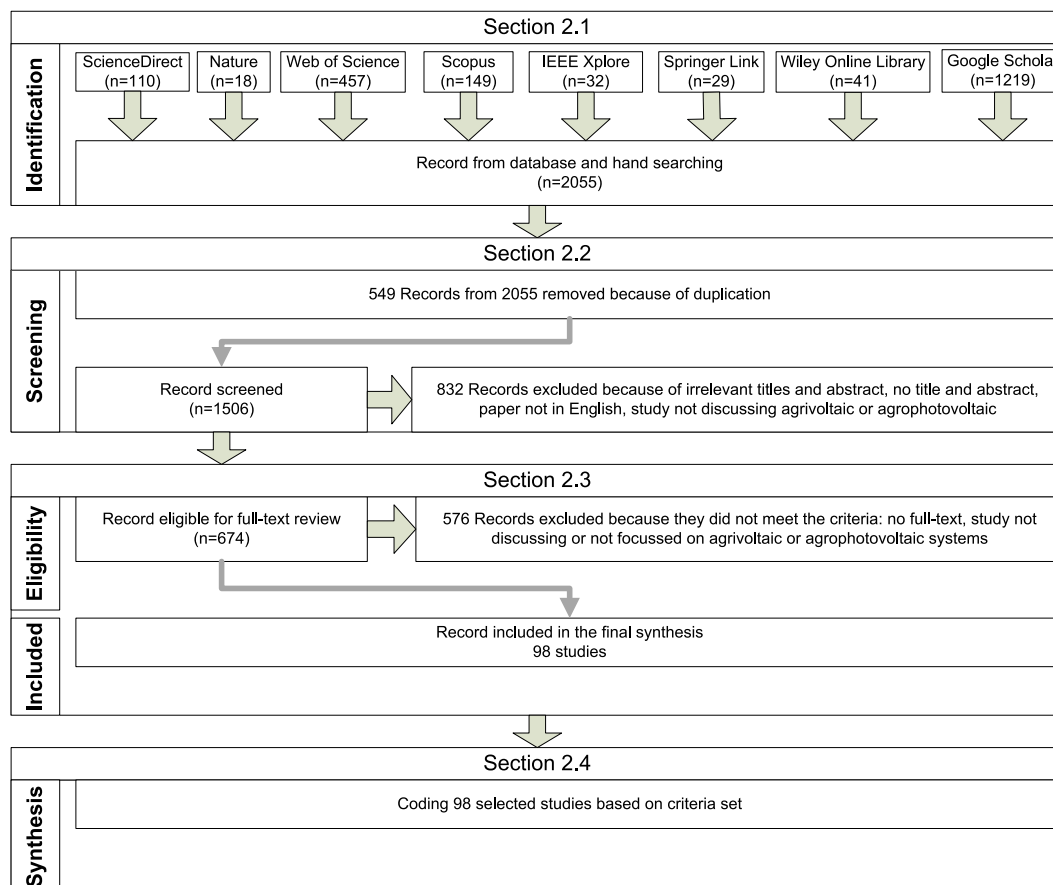 Section 2.1
Identification
ScienceDirect
(n=110)
Nature
(n=18)
Web of Science
(n=457)
Scopus
(n=149)
IEEE Xplore
(n=32)
Springer Link
(n=29)
Wiley Online Library
(n=41)
Google Schola
(n=1219)
Record from database and hand searching
(n=2055)
Section 2.2
Screening
549 Records from 2055 removed because of duplication
Record screened
(n=1506)
832 Records excluded because of irrelevant titles and abstract, no title and abstract,
paper not in English, study not discussing agrivoltaic or agrophotovoltaic
Section 2.3
Eligibility
Record eligible for full-text review
(n=674)
576 Records excluded because they did not meet the criteria: no full-text, study not
discussing or not focussed on agrivoltaic or agrophotovoltaic systems
Included
Record included in the final synthesis
98 studies
Section 2.4
Synthesis
Coding 98 selected studies based on criteria set